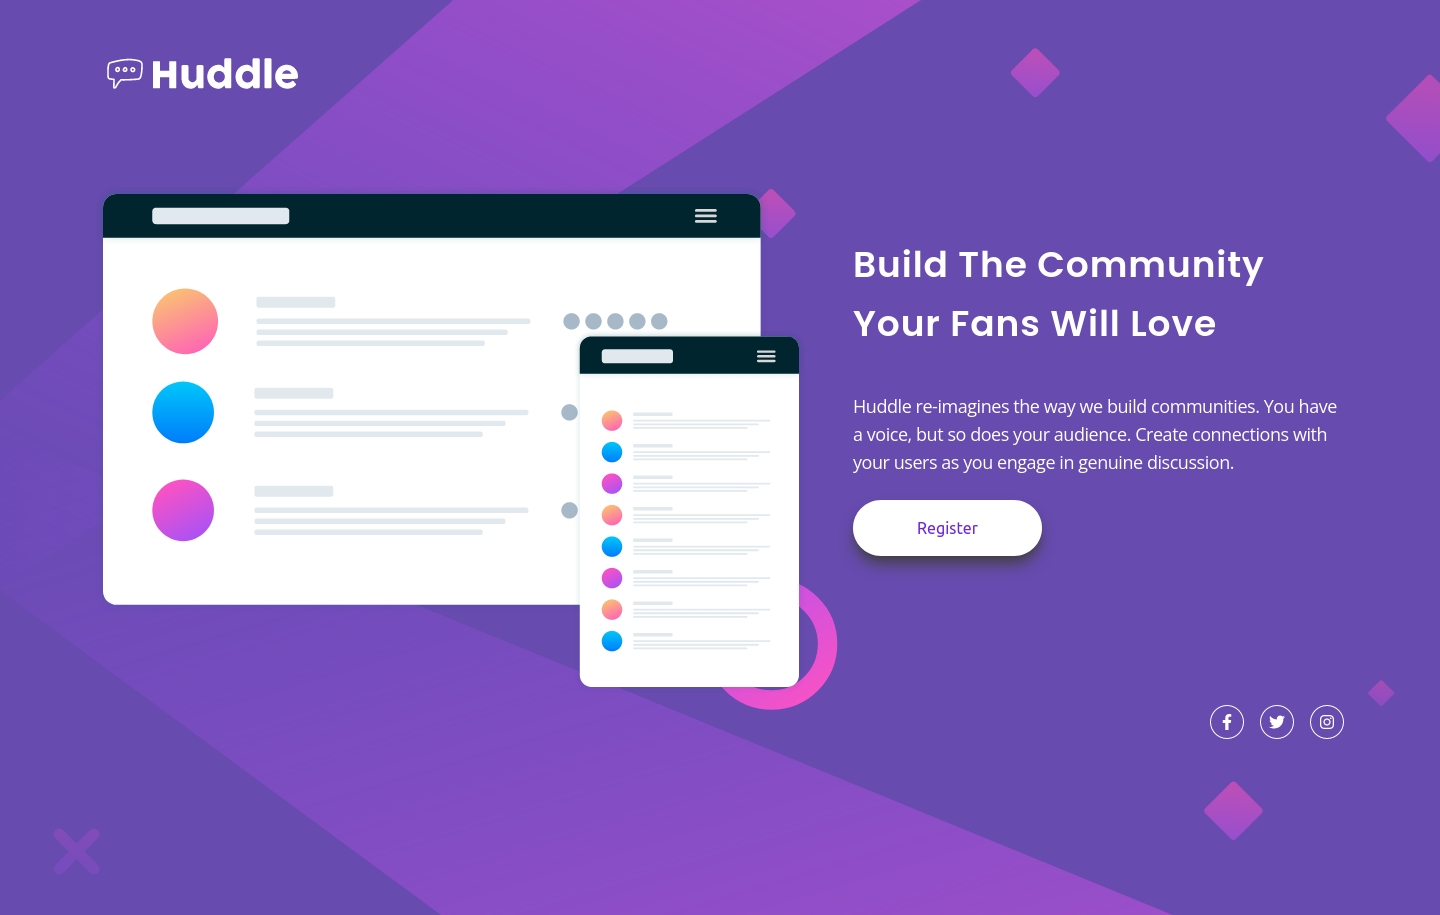 Huddle
Build The Community
Your Fans Will Love
Huddle re-imagines the way we build communities. You have
a voice, but so does your audience. Create connections with
your users as you engage in genuine discussion.
Register